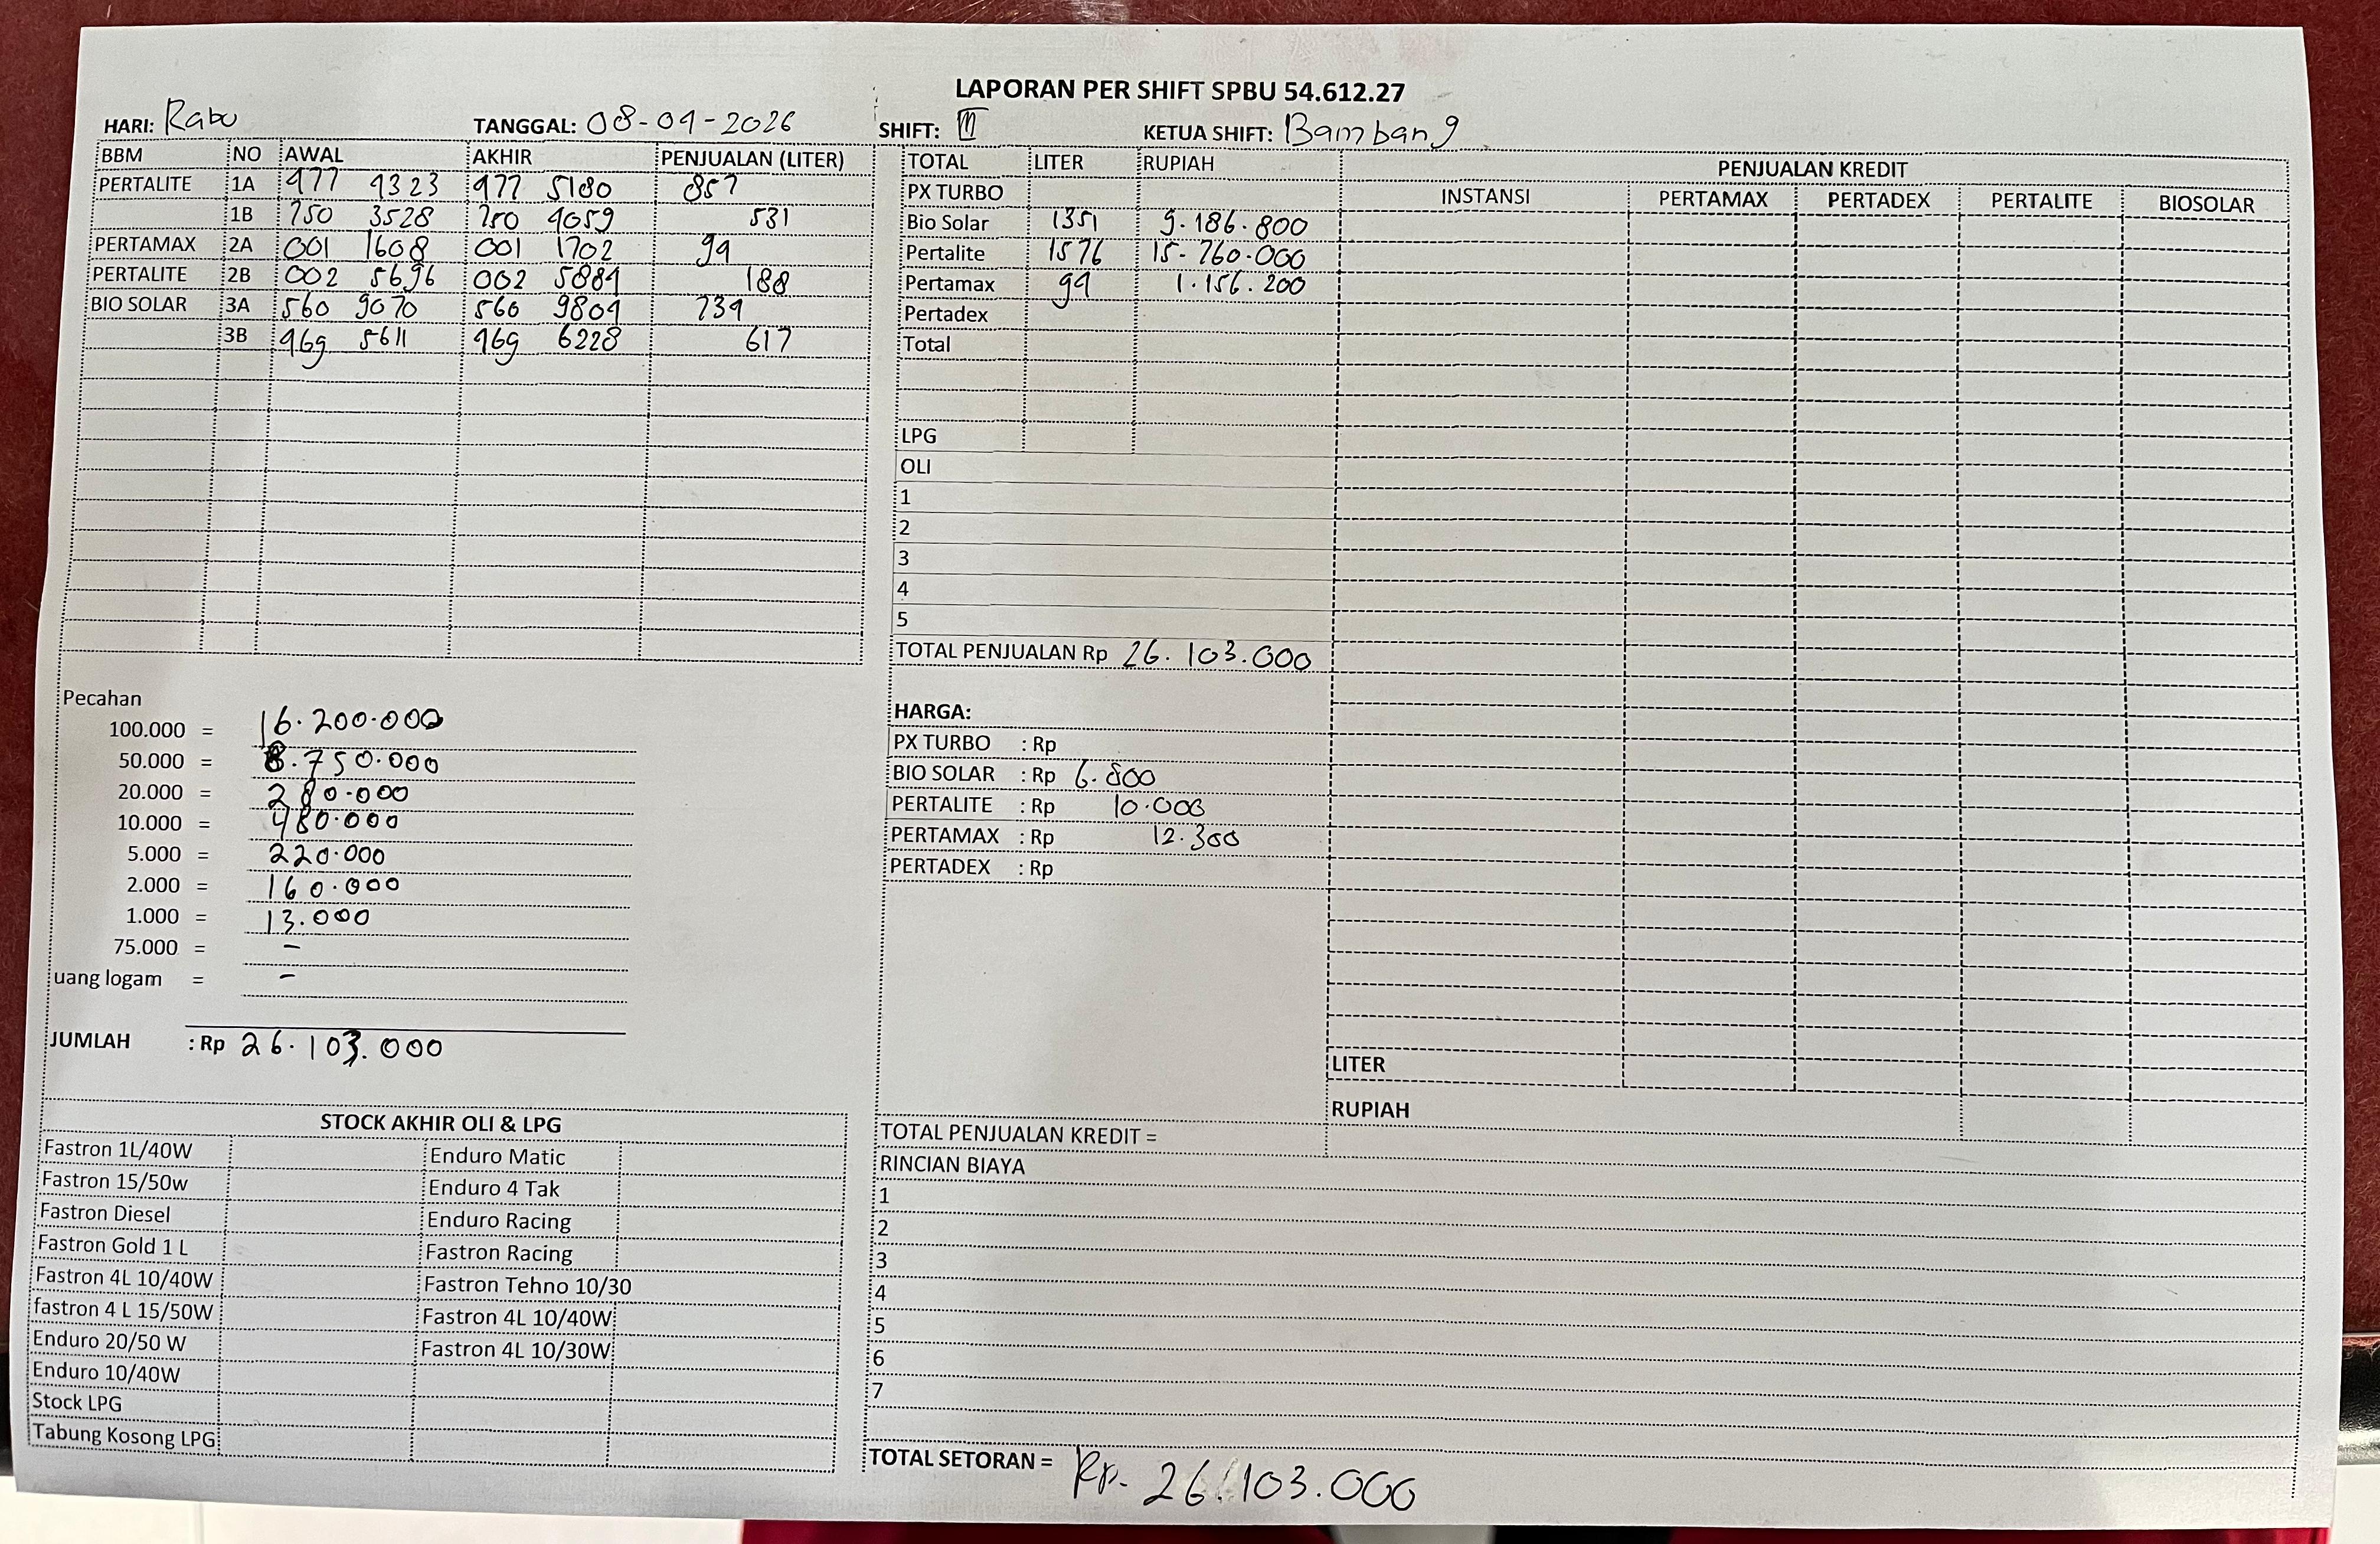 LAPORAN PER SHIFT SPBU 54.612.27
HARI: Rabu TANGGAL: 08-04-2026 SHIFT: III KETUA SHIFT: Bambang
BBM NO AWAL AKHIR PENJUALAN (LITER)
PERTALITE 1A 477 4323 477 5180 857
1B 750 3528 750 4059 531
PERTAMAX 2A 001 1608 001 1702 94
PERTALITE 2B 002 5696 002 5884 188
BIO SOLAR 3A 560 9070 560 9804 734
3B 469 5611 469 6228 617
TOTAL LITER RUPIAH
PX TURBO
Bio Solar 1351 9.186.800
Pertalite 1576 15.760.000
Pertamax 94 1.156.200
Pertadex
Total
LPG
OLI
1
2
3
4
5
TOTAL PENJUALAN Rp 26.103.000
PENJUALAN KREDIT
INSTANSI PERTAMAX PERTADEX PERTALITE BIOSOLAR
LITER
RUPIAH
Pecahan
100.000 = 16.200.000
50.000 = 8.750.000
20.000 = 280.000
10.000 = 480.000
5.000 = 220.000
2.000 = 160.000
1.000 = 13.000
75.000 = -
uang logam = -
JUMLAH : Rp 26.103.000
HARGA:
PX TURBO : Rp
BIO SOLAR : Rp 6.800
PERTALITE : Rp 10.000
PERTAMAX : Rp 12.300
PERTADEX : Rp
STOCK AKHIR OLI & LPG
Fastron 1L/40W Enduro Matic
Fastron 15/50w Enduro 4 Tak
Fastron Diesel Enduro Racing
Fastron Gold 1 L Fastron Racing
Fastron 4L 10/40W Fastron Tehno 10/30
fastron 4 L 15/50W Fastron 4L 10/40W
Enduro 20/50 W Fastron 4L 10/30W
Enduro 10/40W
Stock LPG
Tabung Kosong LPG
TOTAL PENJUALAN KREDIT =
RINCIAN BIAYA
1
2
3
4
5
6
7
TOTAL SETORAN = Rp. 26.103.000